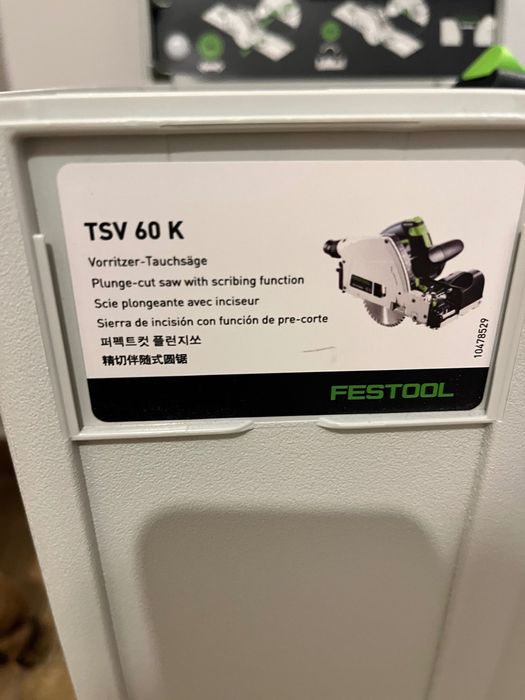 TSV 60 K
Vorritzer-Tauchsäge
Plunge-cut saw with scribing function
Scie plongeante avec inciseur
Sierra de incisión con función de pre-corte
퍼펙트컷 플런지쏘
精切伴随式圆锯
10478529
FESTOOL